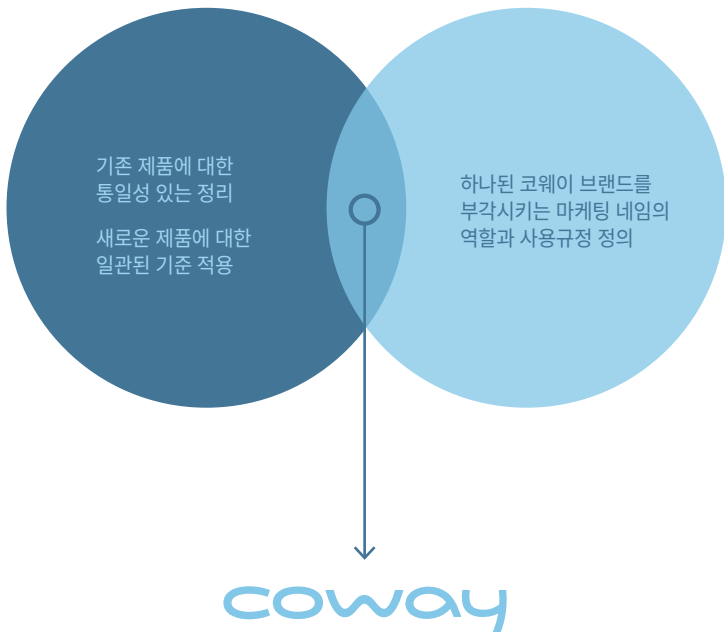 기존 제품에 대한
통일성 있는 정리
새로운 제품에 대한
일관된 기준 적용
하나된 코웨이 브랜드를
부각시키는 마케팅 네임의
역할과 사용규정 정의
coway